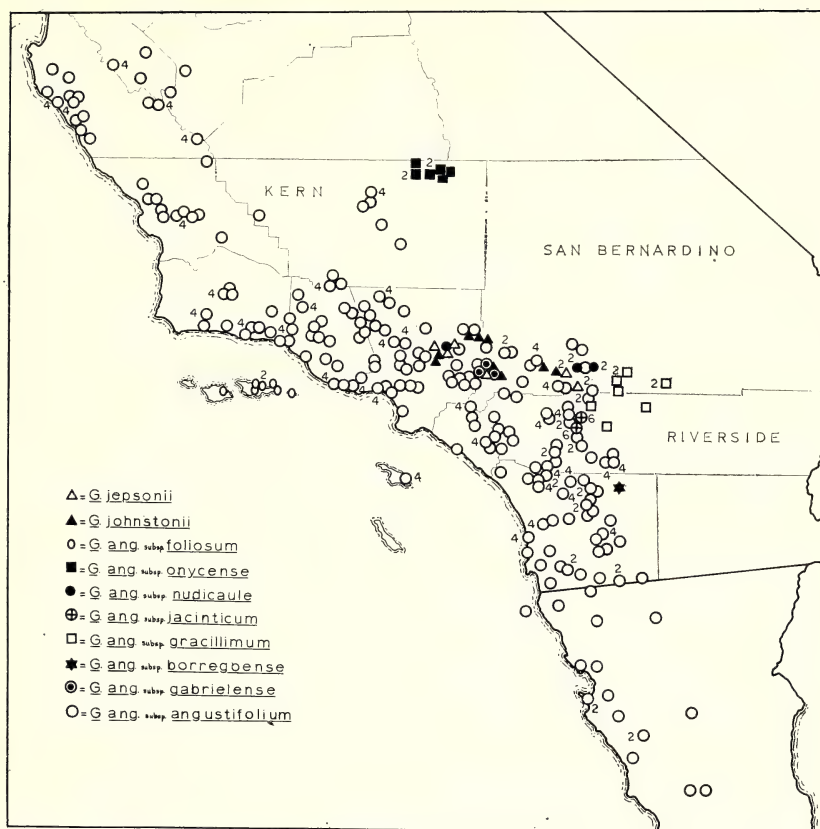 KERN
SAN BERNARDINO
RIVERSIDE
△=G. jepsonii
▲=G. johnstonii
0=G. ang. subsp. foliosum
■=G. ang. subsp. onycense
●=G. ang. subsp. nudicaule
⊕=G. ang. subsp. jacinticum
□=G. ang. subsp. gracillimum
✶=G. ang. subsp. borregoense
◉=G. ang. subsp. gabrielense
○=G. ang. subsp. angustifolium